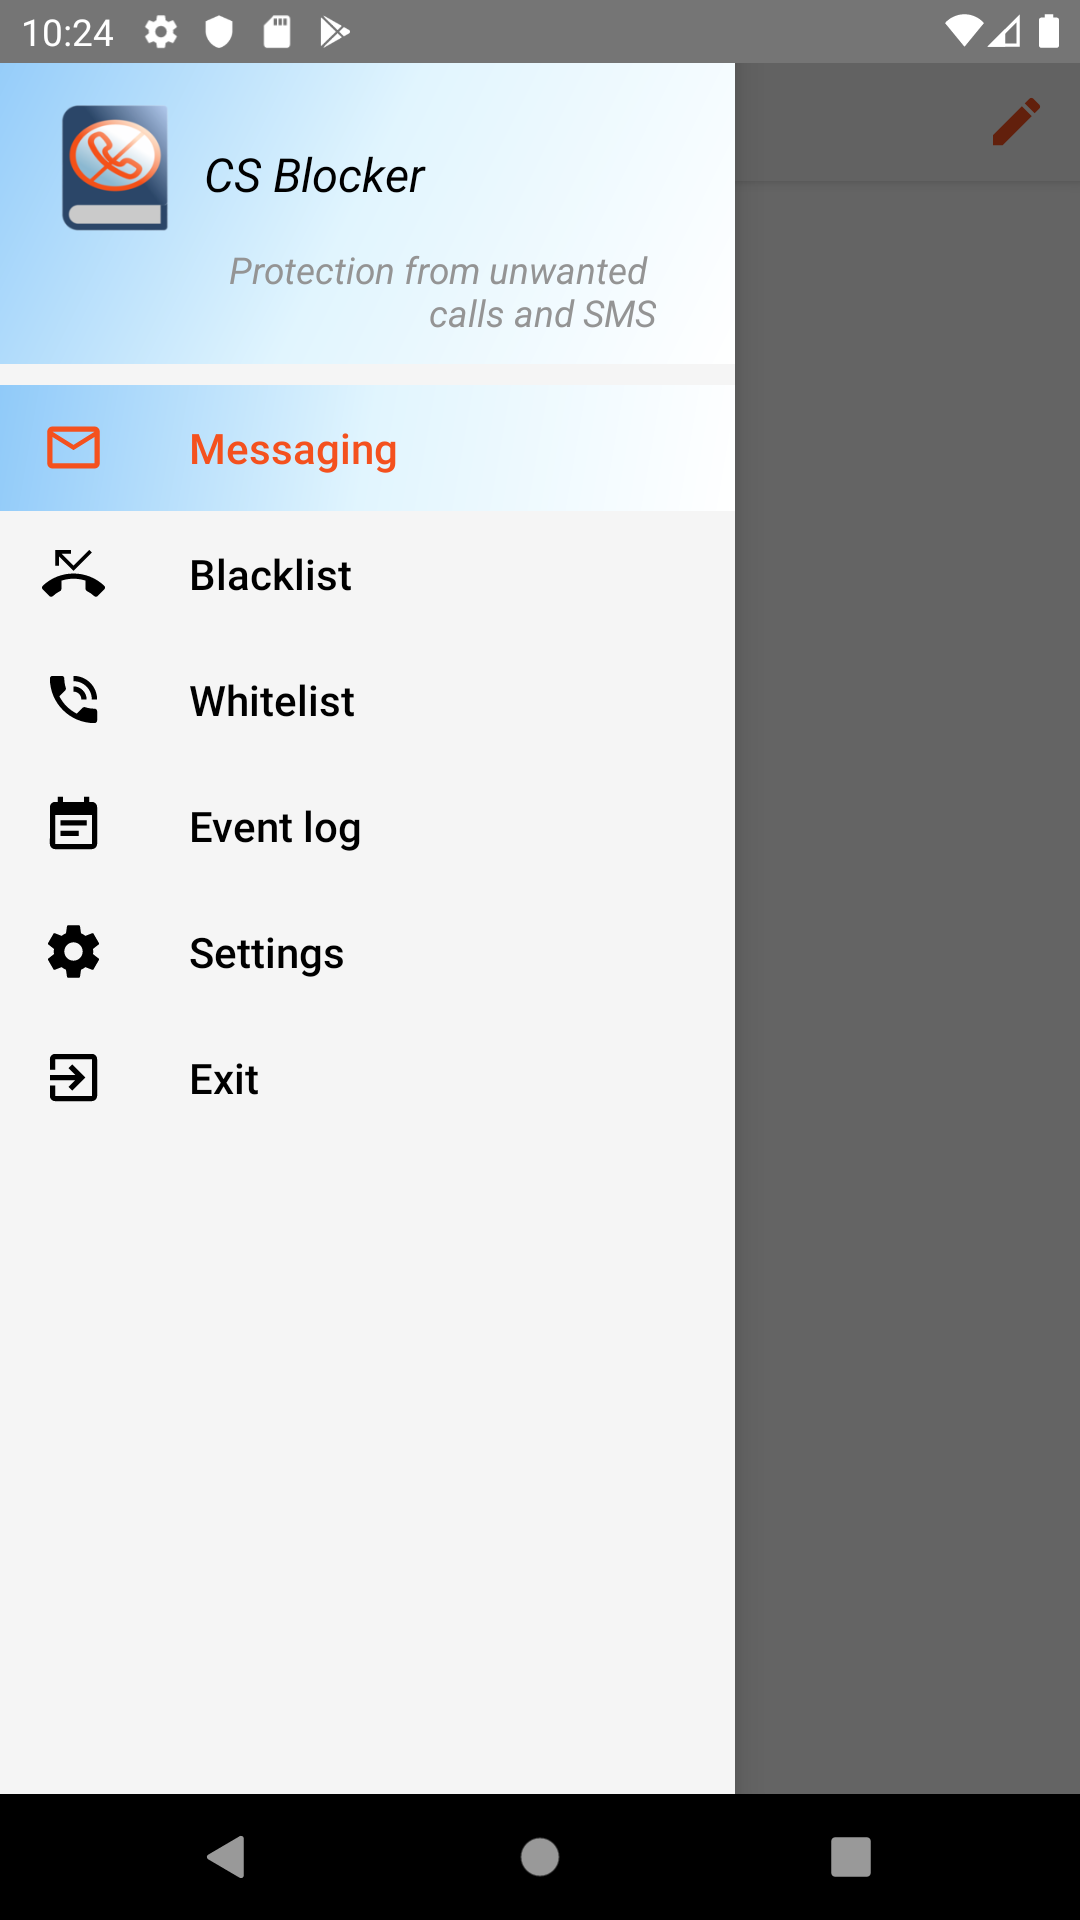 10:24
CS Blocker
Protection from unwanted
calls and SMS
Messaging
Blacklist
Whitelist
Event log
Settings
Exit